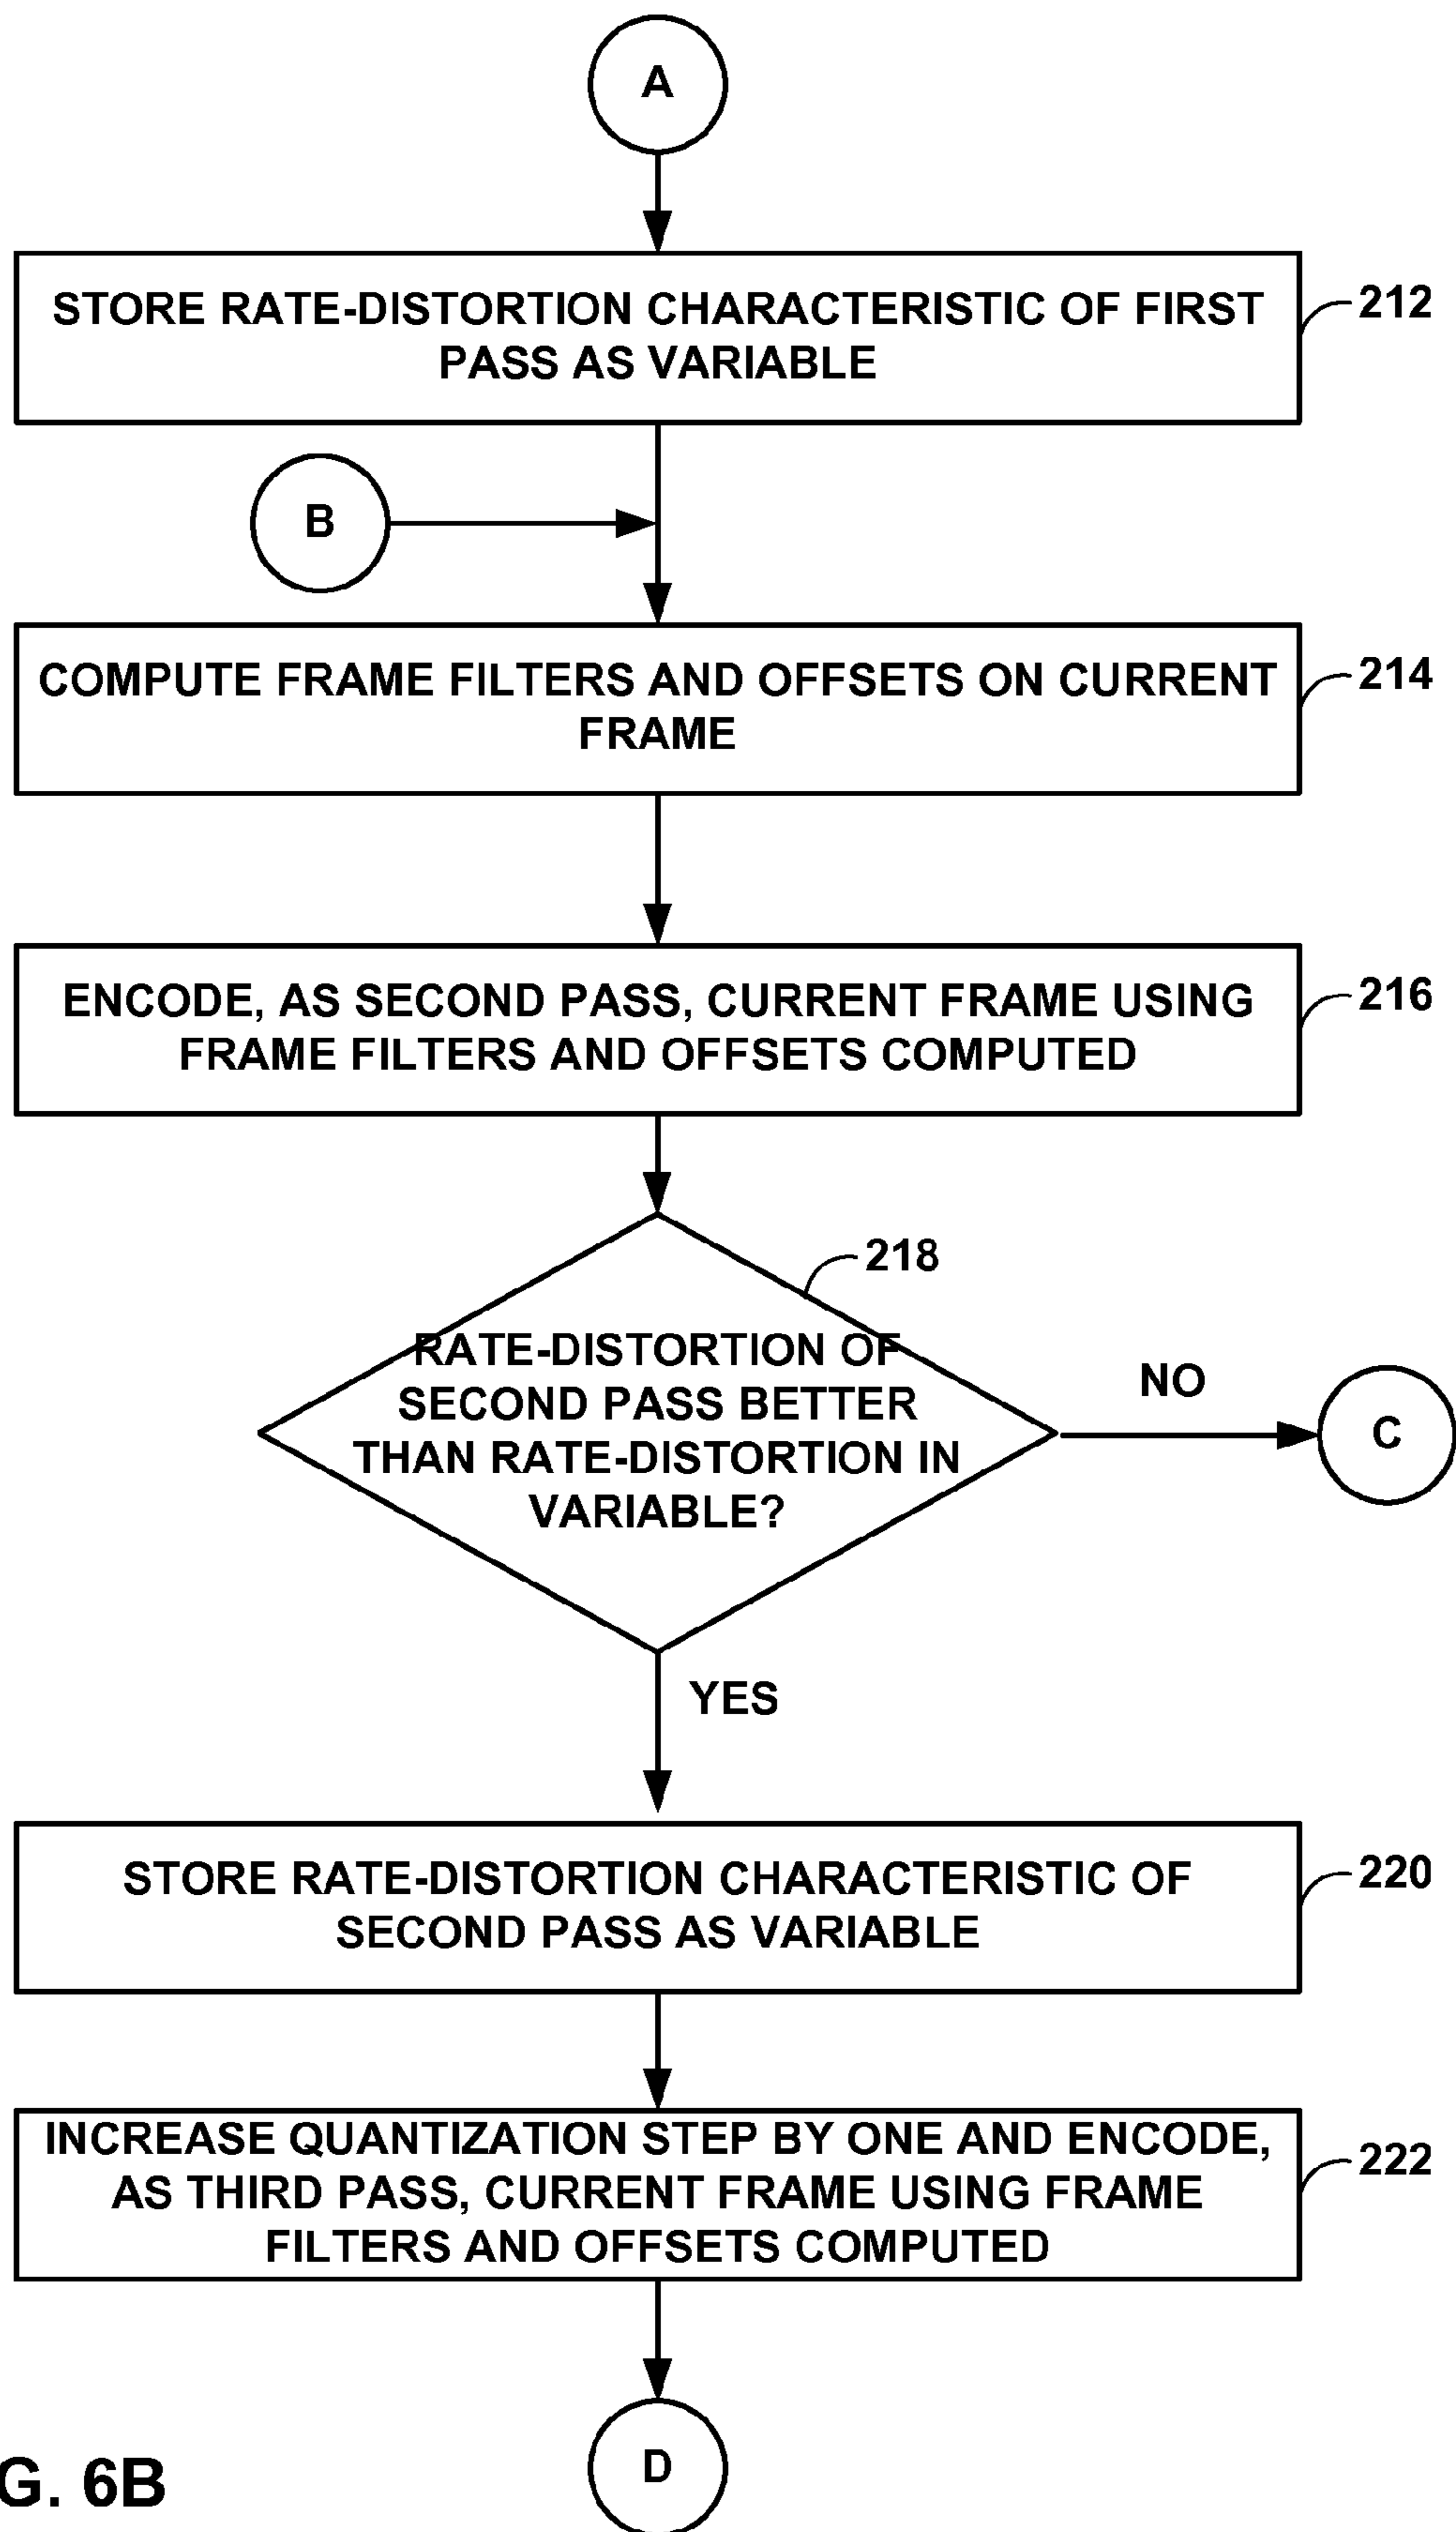 A
STORE RATE-DISTORTION CHARACTERISTIC OF FIRST
PASS AS VARIABLE
212
B
COMPUTE FRAME FILTERS AND OFFSETS ON CURRENT
FRAME
214
ENCODE, AS SECOND PASS, CURRENT FRAME USING
FRAME FILTERS AND OFFSETS COMPUTED
216
218
RATE-DISTORTION OF
SECOND PASS BETTER
THAN RATE-DISTORTION IN
VARIABLE?
NO
C
YES
STORE RATE-DISTORTION CHARACTERISTIC OF
SECOND PASS AS VARIABLE
220
INCREASE QUANTIZATION STEP BY ONE AND ENCODE,
AS THIRD PASS, CURRENT FRAME USING FRAME
FILTERS AND OFFSETS COMPUTED
222
D
G. 6B